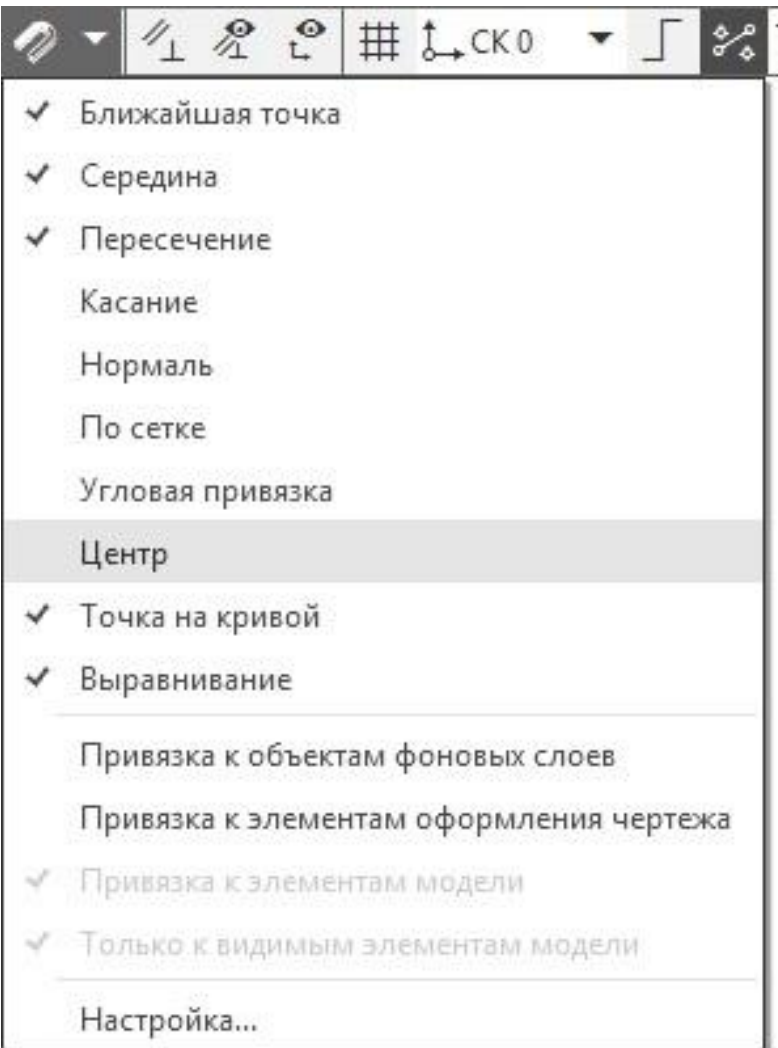 СК 0
Ближайшая точка
Середина
Пересечение
Касание
Нормаль
По сетке
Угловая привязка
Центр
Точка на кривой
Выравнивание
Привязка к объектам фоновых слоев
Привязка к элементам оформления чертежа
Привязка к элементам модели
Только к видимым элементам модели
Настройка...